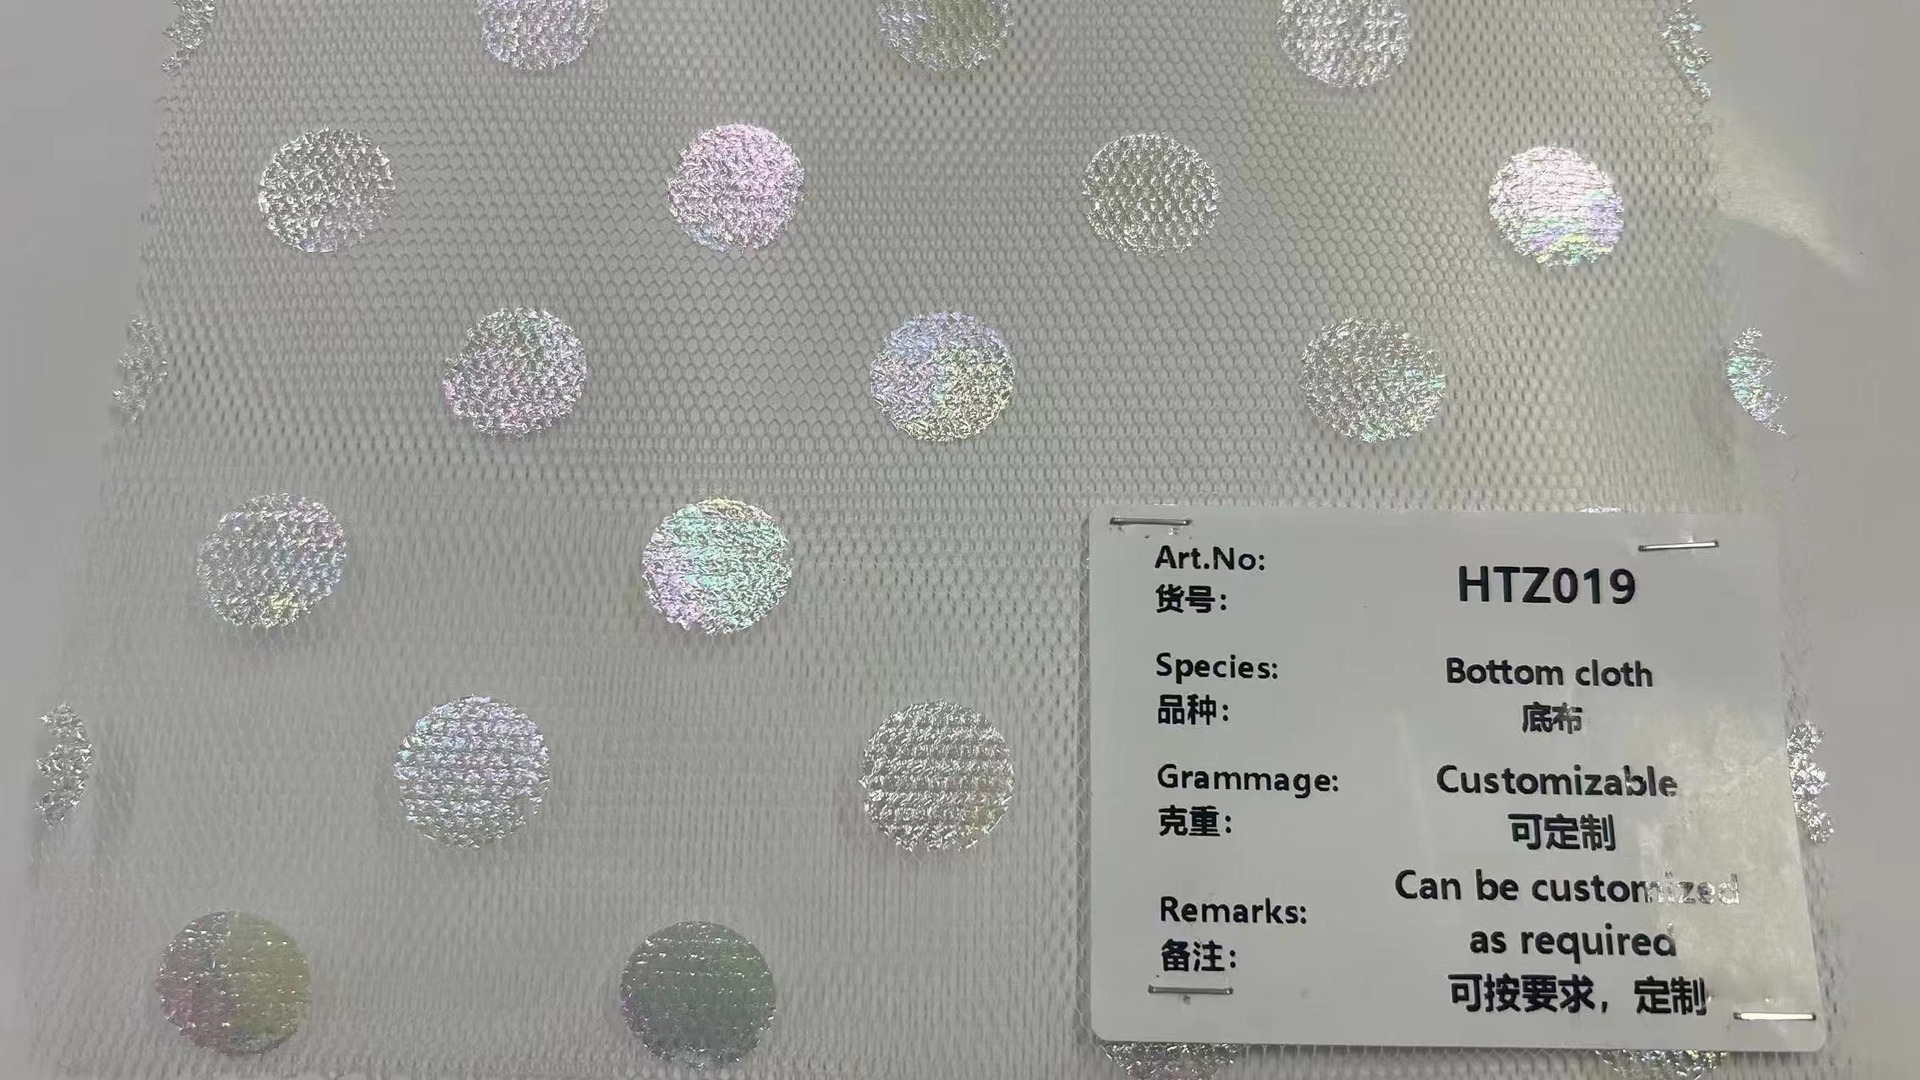 Art.No:
货号:
HTZ019
Species:
品种:
Bottom cloth
底布
Grammage:
克重:
Customizable
可定制
Remarks:
备注:
Can be customized
as required
可按要求，定制